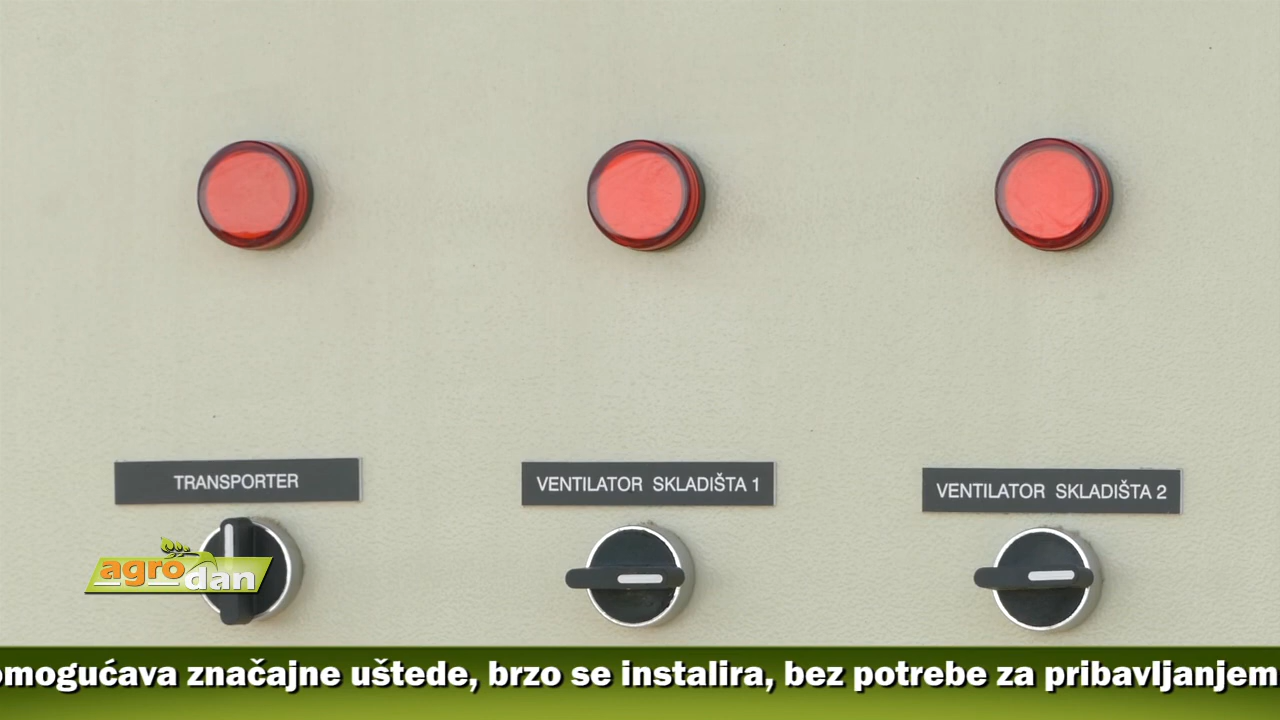 TRANSPORTER
VENTILATOR SKLADIŠTA 1
VENTILATOR SKLADIŠTA 2
agro
dan
omogućava značajne uštede, brzo se instalira, bez potrebe za pribavljanjem